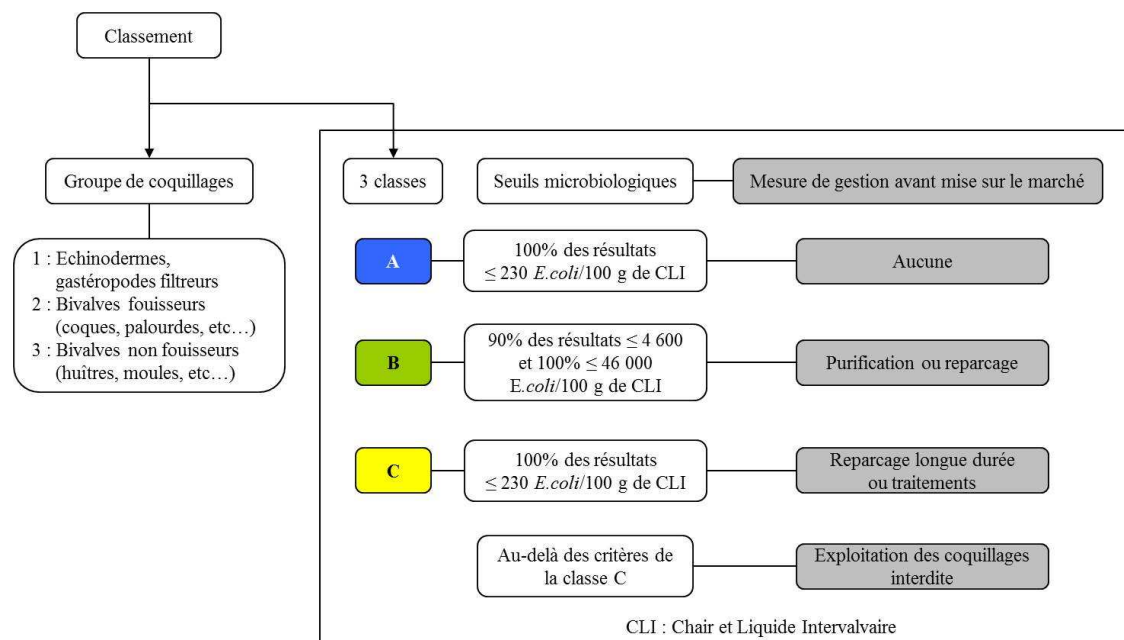 Classement
Groupe de coquillages
3 classes
Seuils microbiologiques
Mesure de gestion avant mise sur le marché
1 : Echinodermes,
gastéropodes filtreurs
2 : Bivalves fouisseurs
(coques, palourdes, etc…)
3 : Bivalves non fouisseurs
(huîtres, moules, etc…)
A
100% des résultats
≤ 230 E.coli/100 g de CLI
Aucune
B
90% des résultats ≤ 4 600
et 100% ≤ 46 000
E.coli/100 g de CLI
Purification ou reparcage
C
100% des résultats
≤ 230 E.coli/100 g de CLI
Reparcage longue durée
ou traitements
Au-delà des critères de
la classe C
Exploitation des coquillages
interdite
CLI : Chair et Liquide Intervalvaire